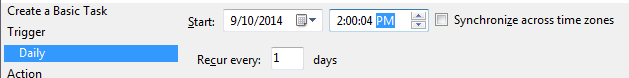 Create a Basic Task
Trigger
Daily
Action
Start: 9/10/2014 2:00:04 PM Synchronize across time zones
Recur every: 1 days